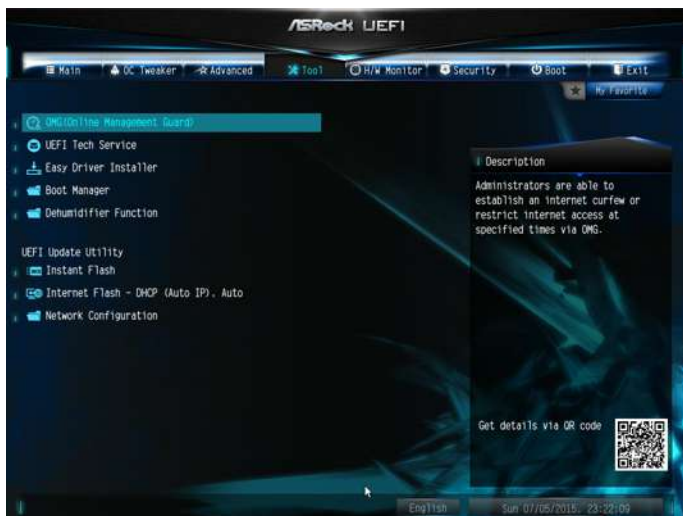 ASRock UEFI
Main OC Tweaker Advanced Tool H/W Monitor Security Boot Exit
My Favorite
OMG(Online Management Guard)
UEFI Tech Service
Easy Driver Installer
Boot Manager
Dehumidifier Function
UEFI Update Utility
Instant Flash
Internet Flash - DHCP (Auto IP), Auto
Network Configuration
Description
Administrators are able to
establish an internet curfew or
restrict internet access at
specified times via OMG.
Get details via QR code
English
Sun 07/05/2015, 23:22:09